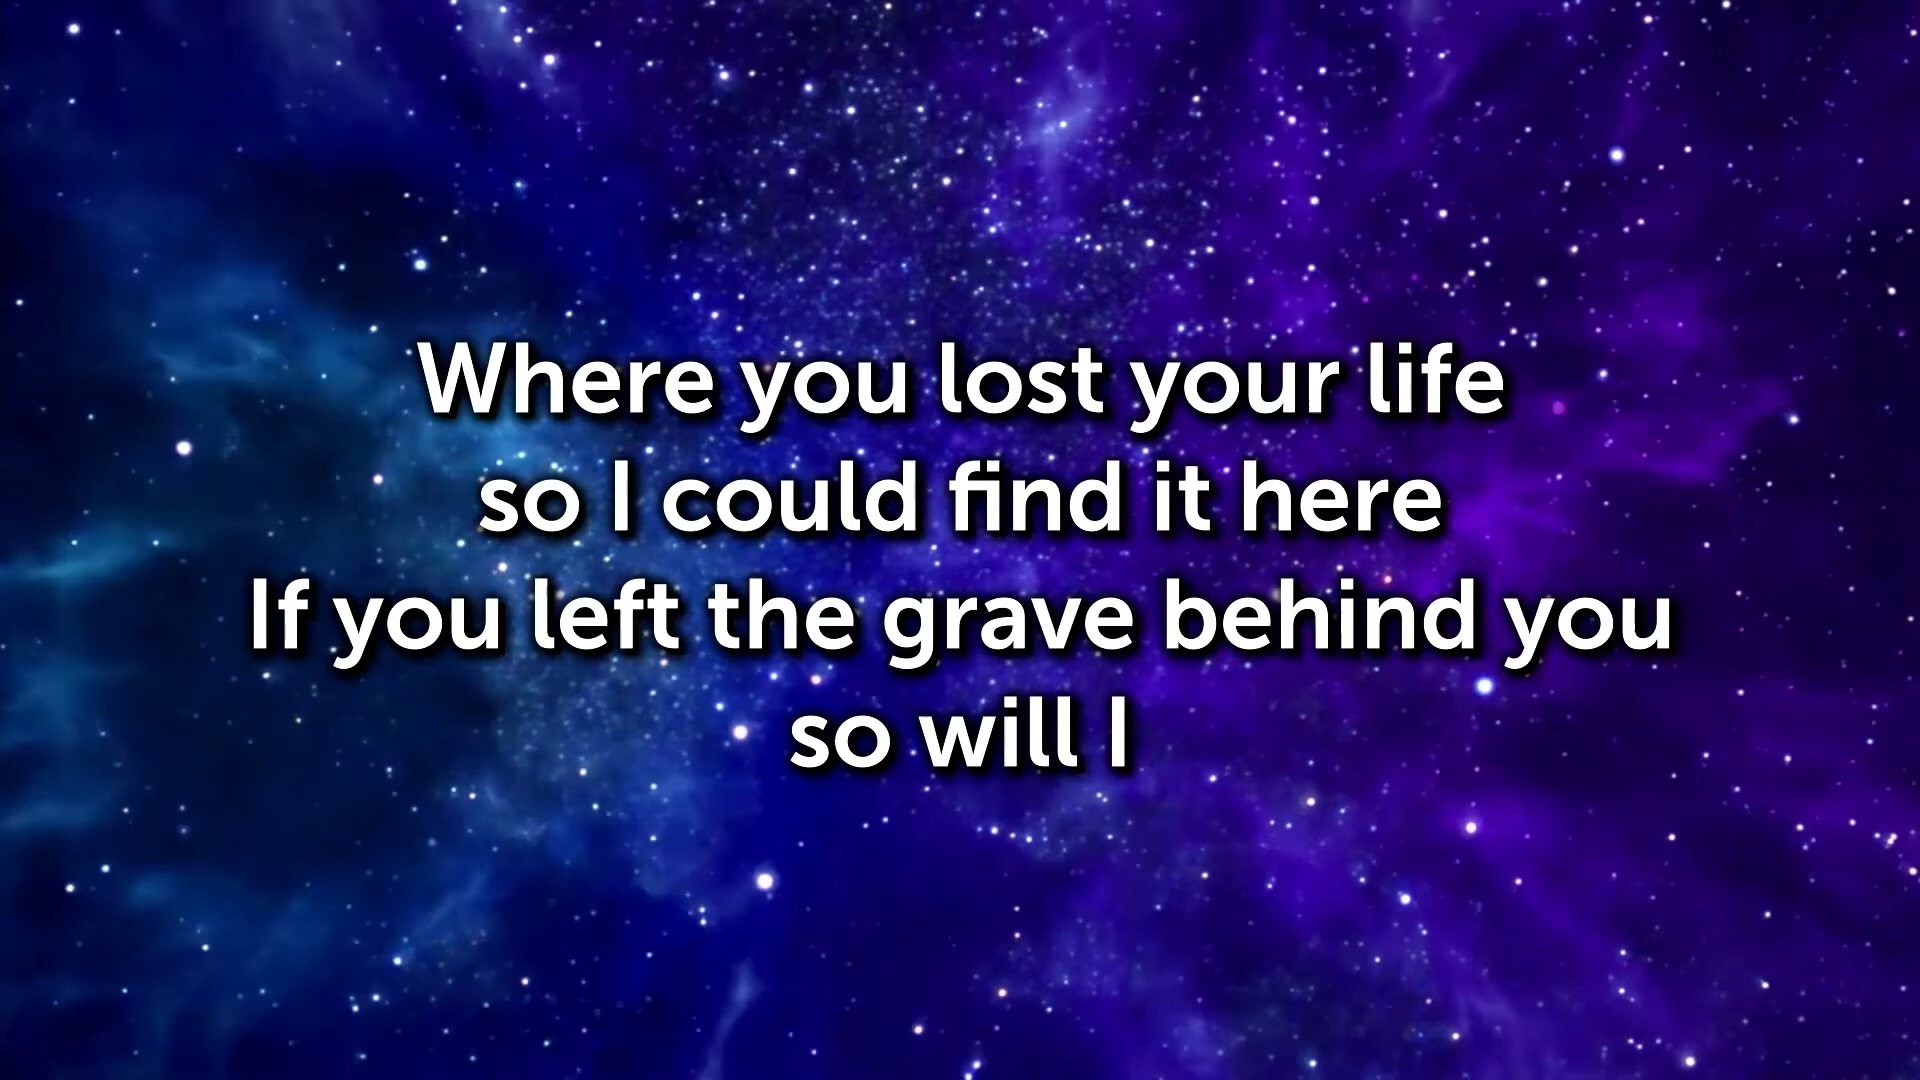 Where you lost your life
so I could find it here
If you left the grave behind you
so will I